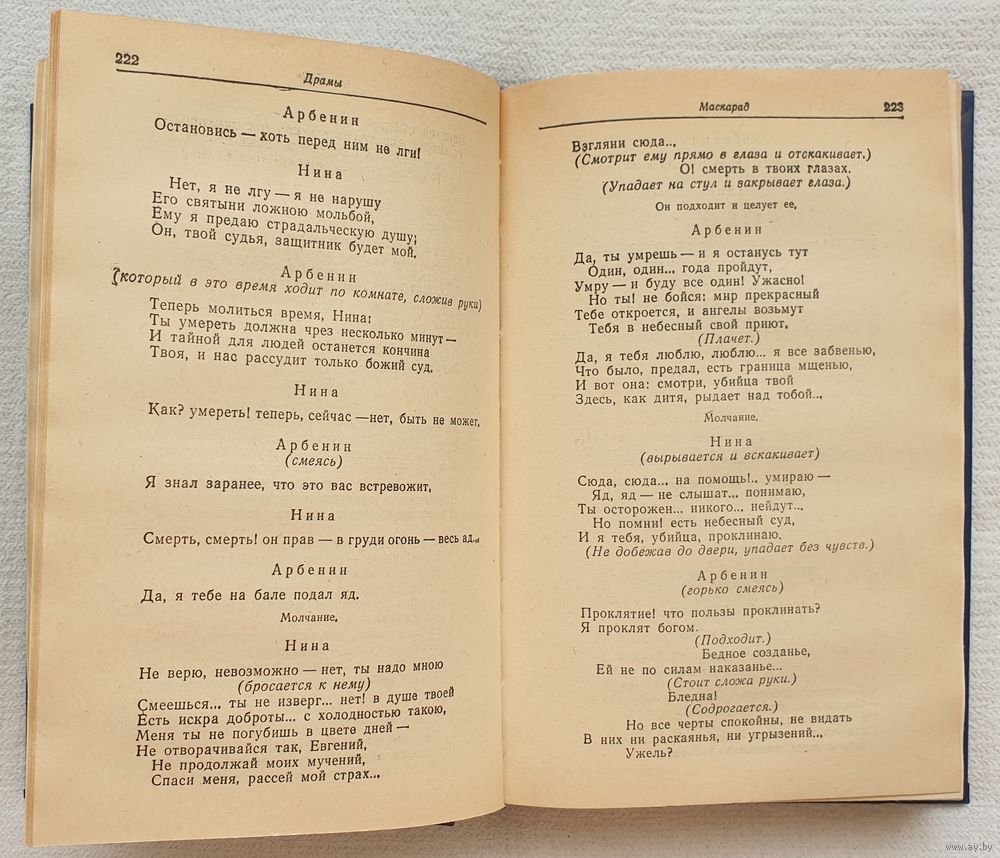 222
Драмы
Арбенин
Остановись — хоть перед ним не лги!
Нина
Нет, я не лгу — я не нарушу
Его святыни ложною мольбой,
Ему я предаю страдальческую душу;
Он, твой судья, защитник будет мой.
Арбенин
(который в это время ходит по комнате, сложив руки)
Теперь молиться время, Нина:
Ты умереть должна чрез несколько минут —
И тайной для людей останется кончина
Твоя, и нас рассудит только божий суд.
Нина
Как? умереть! теперь, сейчас — нет, быть не может.
Арбенин
(смеясь)
Я знал заранее, что это вас встревожит.
Нина
Смерть, смерть! он прав — в груди огонь — весь ад...
Арбенин
Да, я тебе на бале подал яд.
Молчание.
Нина
Не верю, невозможно — нет, ты надо мною
(бросается к нему)
Смеешься... ты не изверг... нет! в душе твоей
Есть искра доброты... с холодностью такою,
Меня ты не погубишь в цвете дней —
Не отворачивайся так, Евгений,
Не продолжай моих мучений,
Спаси меня, рассей мой страх...
Маскарад
223
Взгляни сюда...
(Смотрит ему прямо в глаза и отскакивает.)
О! смерть в твоих глазах.
(Упадает на стул и закрывает глаза.)
Он подходит и целует ее.
Арбенин
Да, ты умрешь — и я останусь тут
Один, один... года пройдут,
Умру — и буду все один! Ужасно!
Но ты! не бойся: мир прекрасный
Тебе откроется, и ангелы возьмут
Тебя в небесный свой приют.
(Плачет.)
Да, я тебя люблю, люблю... я все забвенью,
Что было, предал, есть граница мщенью,
И вот она: смотри, убийца твой
Здесь, как дитя, рыдает над тобой...
Молчание.
Нина
(вырывается и вскакивает)
Сюда, сюда... на помощь!.. умираю —
Яд, яд — не слышат... понимаю,
Ты осторожен... никого... нейдут...
Но помни! есть небесный суд,
И я тебя, убийца, проклинаю.
(Не добежав до двери, упадает без чувств.)
Арбенин
(горько смеясь)
Проклятие! что пользы проклинать?
Я проклят богом.
(Подходит.)
Бедное созданье,
Ей не по силам наказанье...
(Стоит сложа руки.)
Бледна!
(Содрогается.)
Но все черты спокойны, не видать
В них ни раскаянья, ни угрызений...
Ужель?
www.ay.by